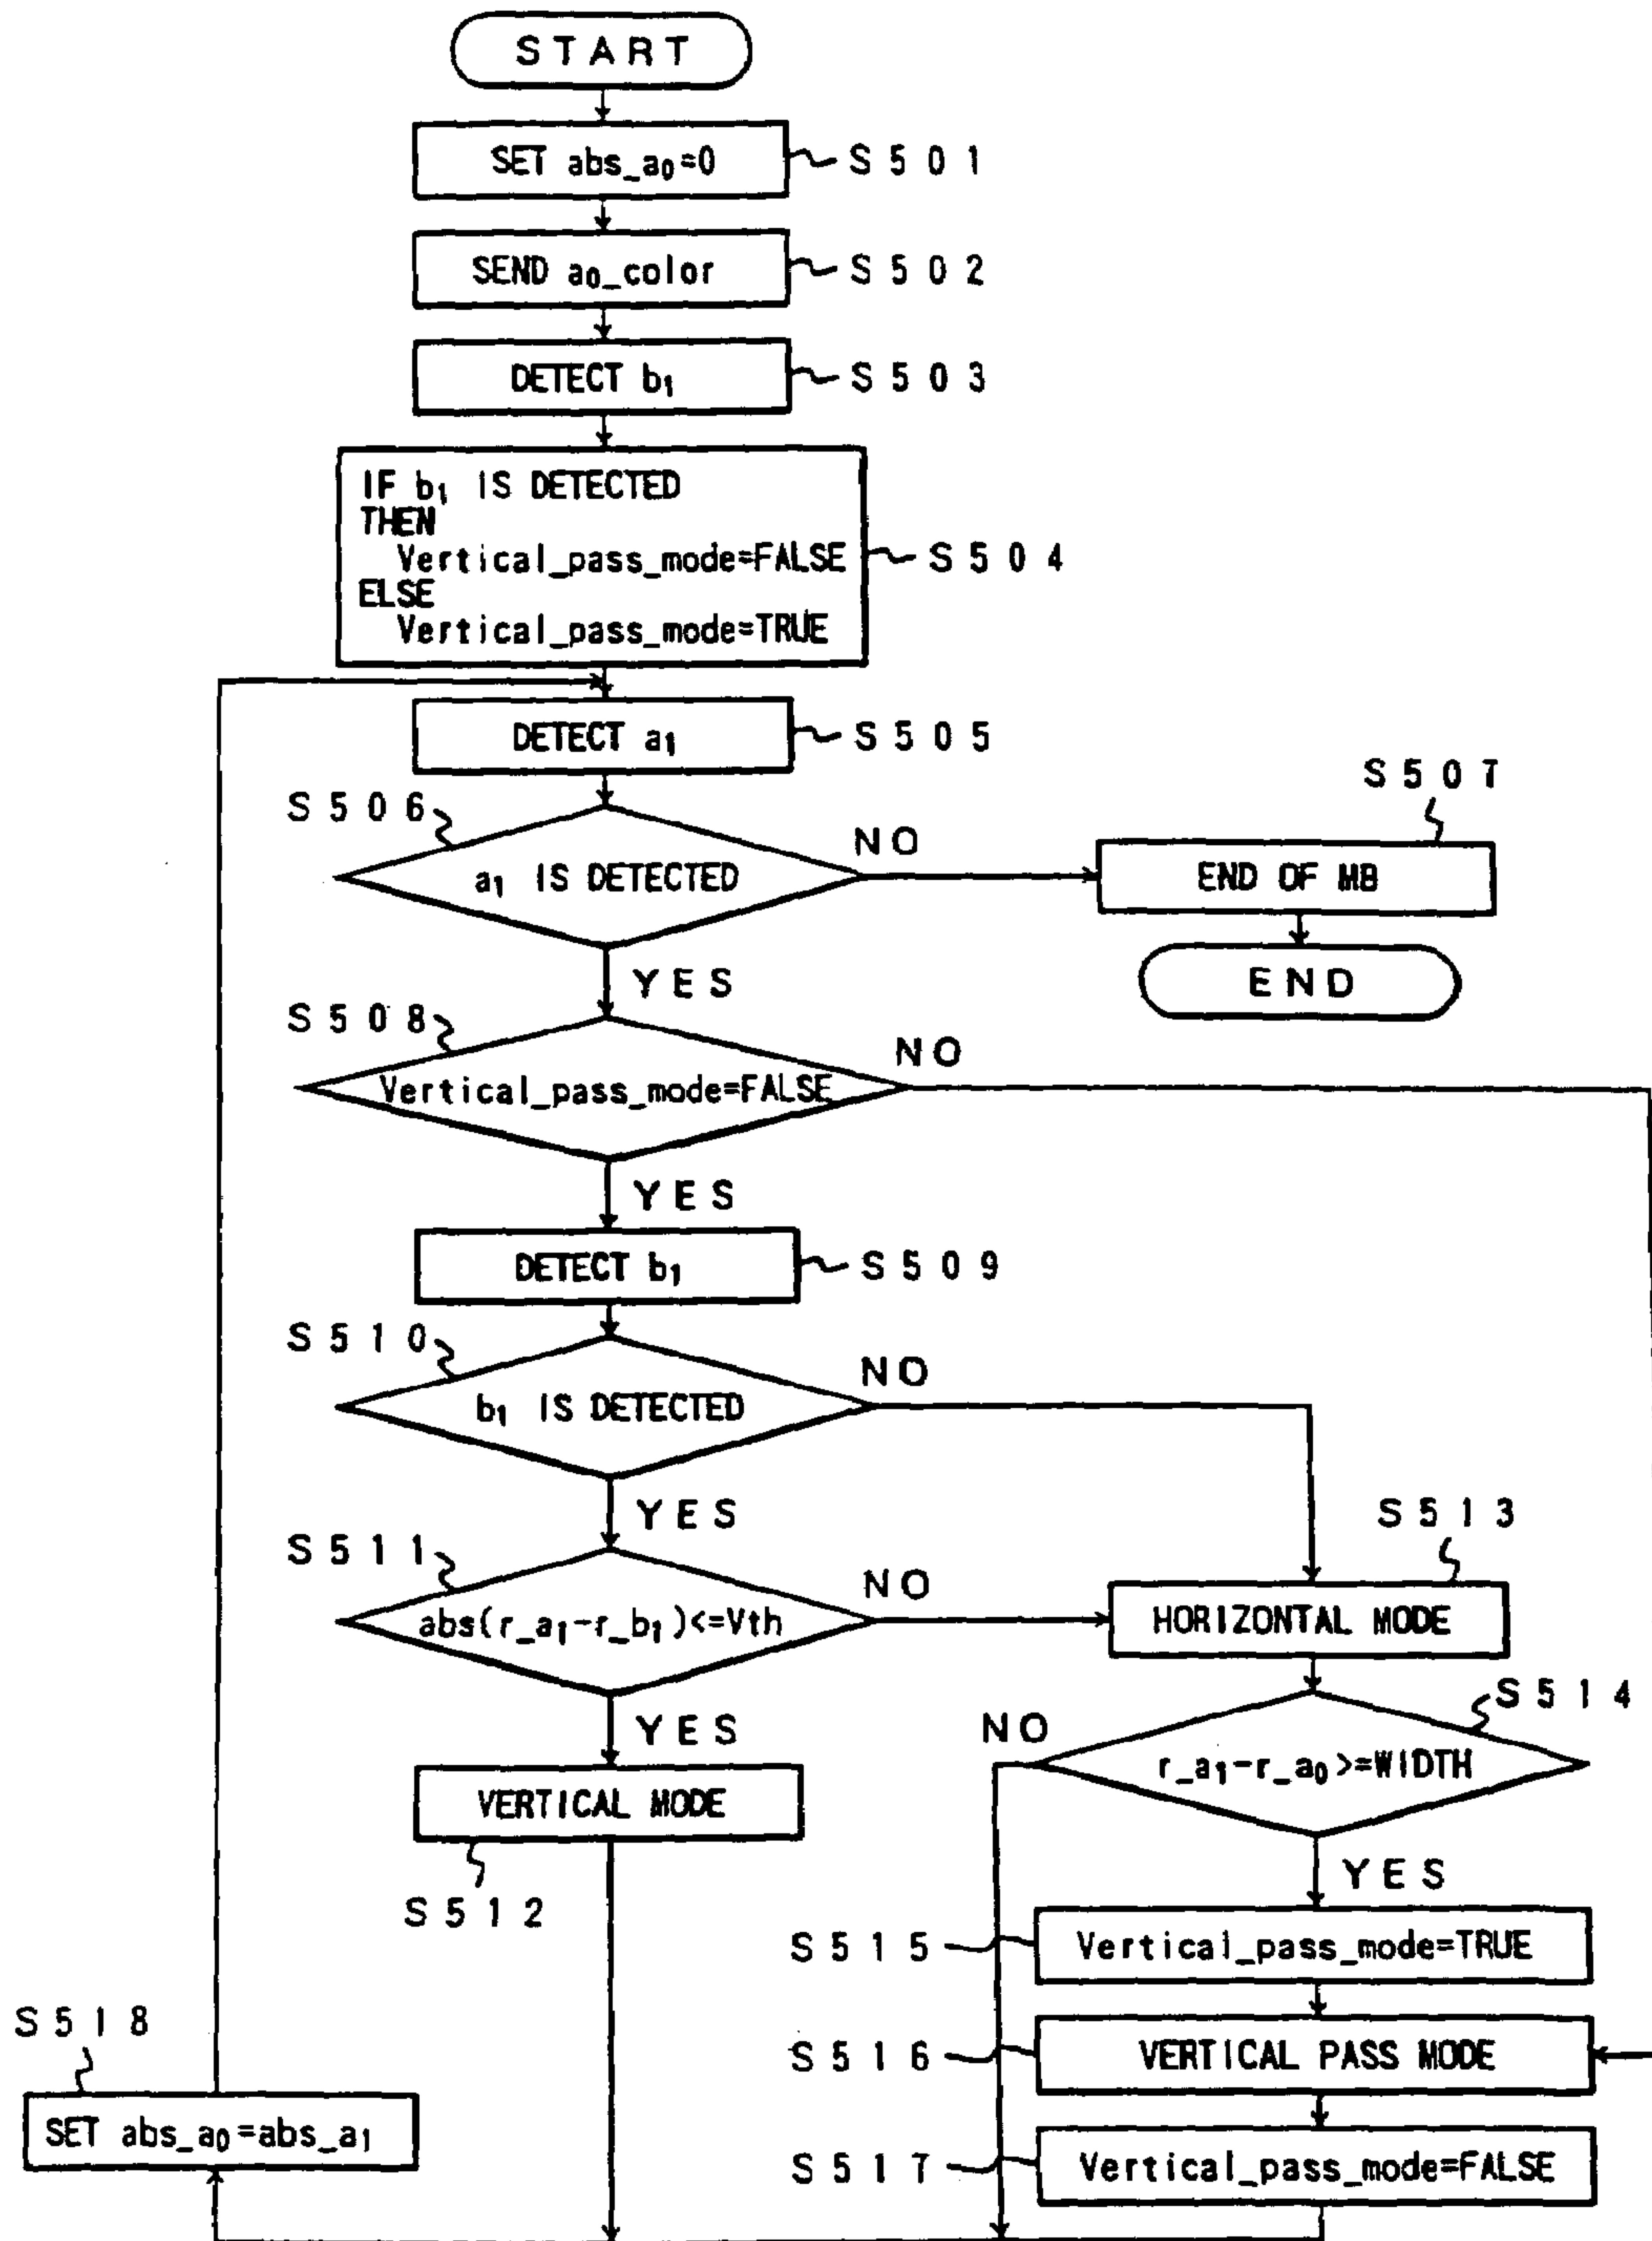 START
SET abs_a₀=0
S501
SEND a₀_color
S502
DETECT b₁
S503
IF b₁ IS DETECTED
THEN
Vertical_pass_mode=FALSE
S504
ELSE
Vertical_pass_mode=TRUE
DETECT a₁
S505
S506
a₁ IS DETECTED
NO
S507
END OF MB
END
YES
S508
Vertical_pass_mode=FALSE
NO
YES
DETECT b₁
S509
S510
b₁ IS DETECTED
NO
YES
S511
abs(r_a₁-r_b₁)<=Vth
NO
S513
HORIZONTAL MODE
YES
VERTICAL MODE
S512
S514
NO
r_a₁-r_a₀>=WIDTH
YES
S515
Vertical_pass_mode=TRUE
S516
VERTICAL PASS MODE
S517
Vertical_pass_mode=FALSE
S518
SET abs_a₀=abs_a₁